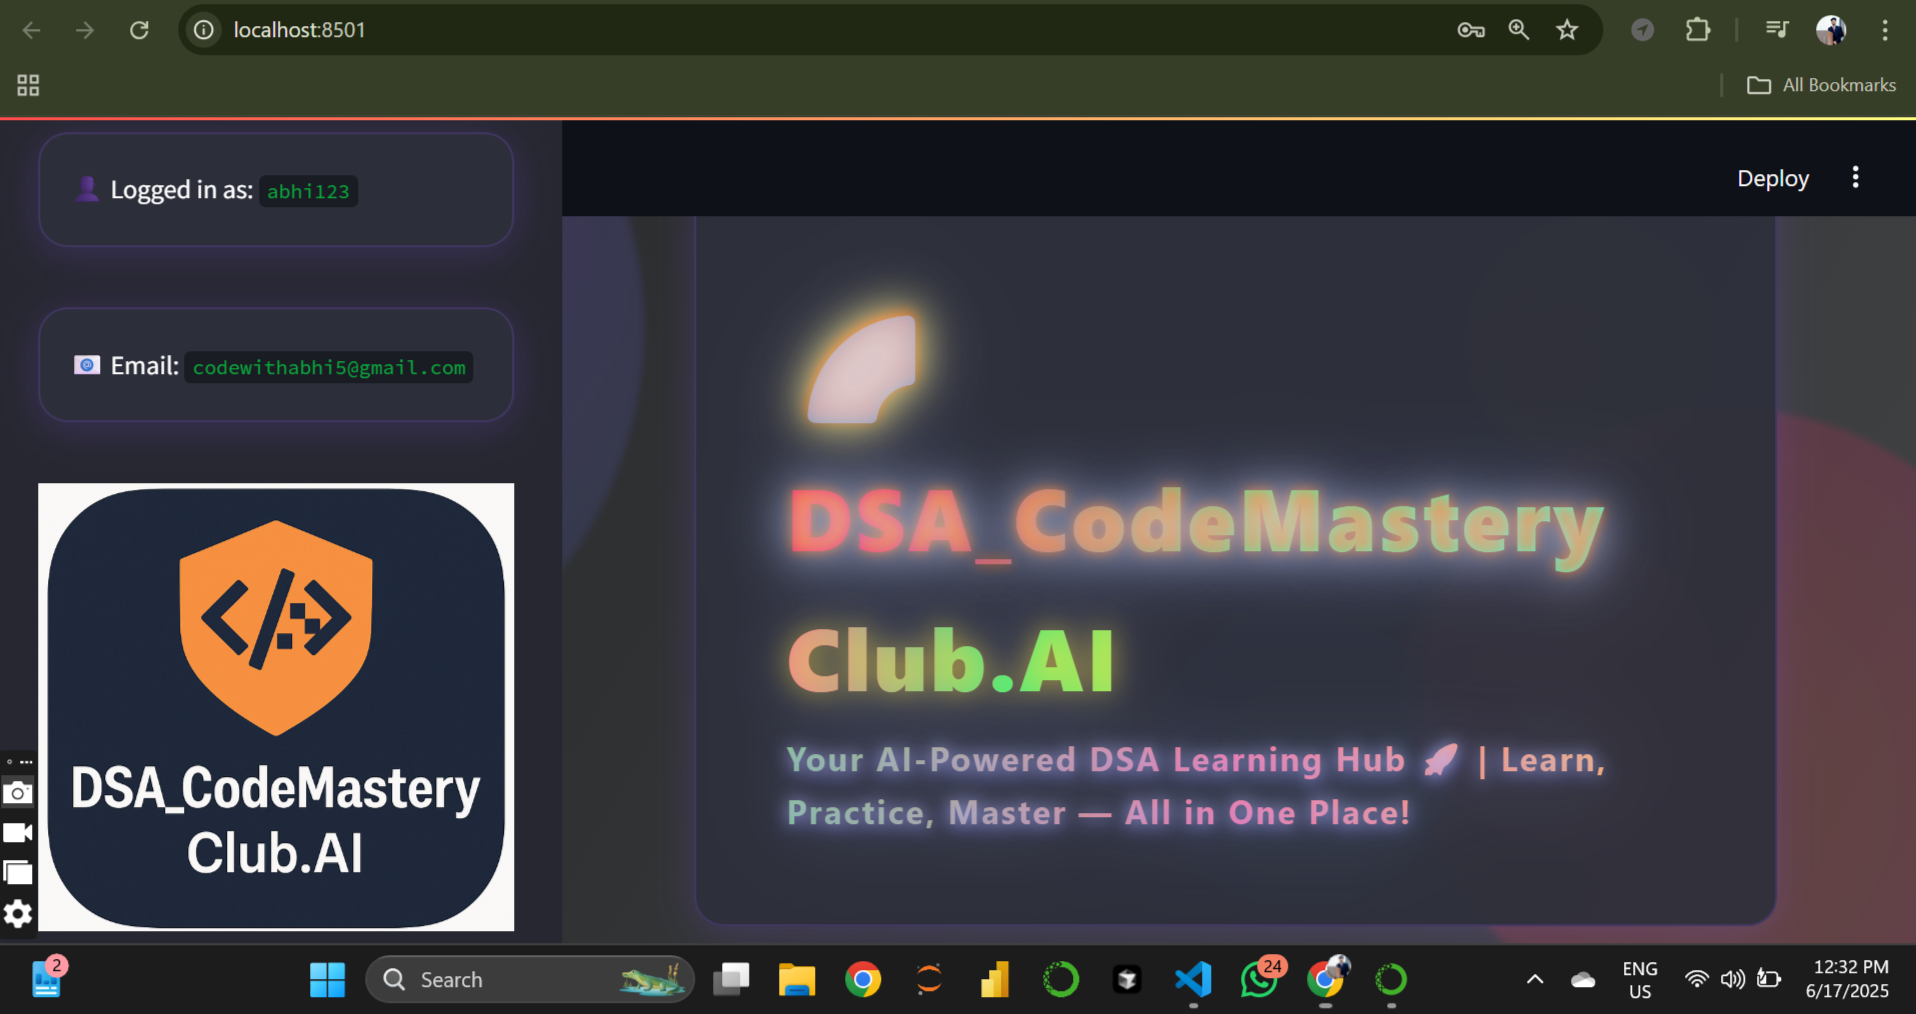 localhost:8501
All Bookmarks
Logged in as: abhi123
Email: codewithabhi5@gmail.com
DSA_CodeMastery
Club.AI
Deploy
DSA_CodeMastery
Club.AI
Your AI-Powered DSA Learning Hub 🚀 | Learn,
Practice, Master — All in One Place!
2
Search
24
ENG
US
12:32 PM
6/17/2025